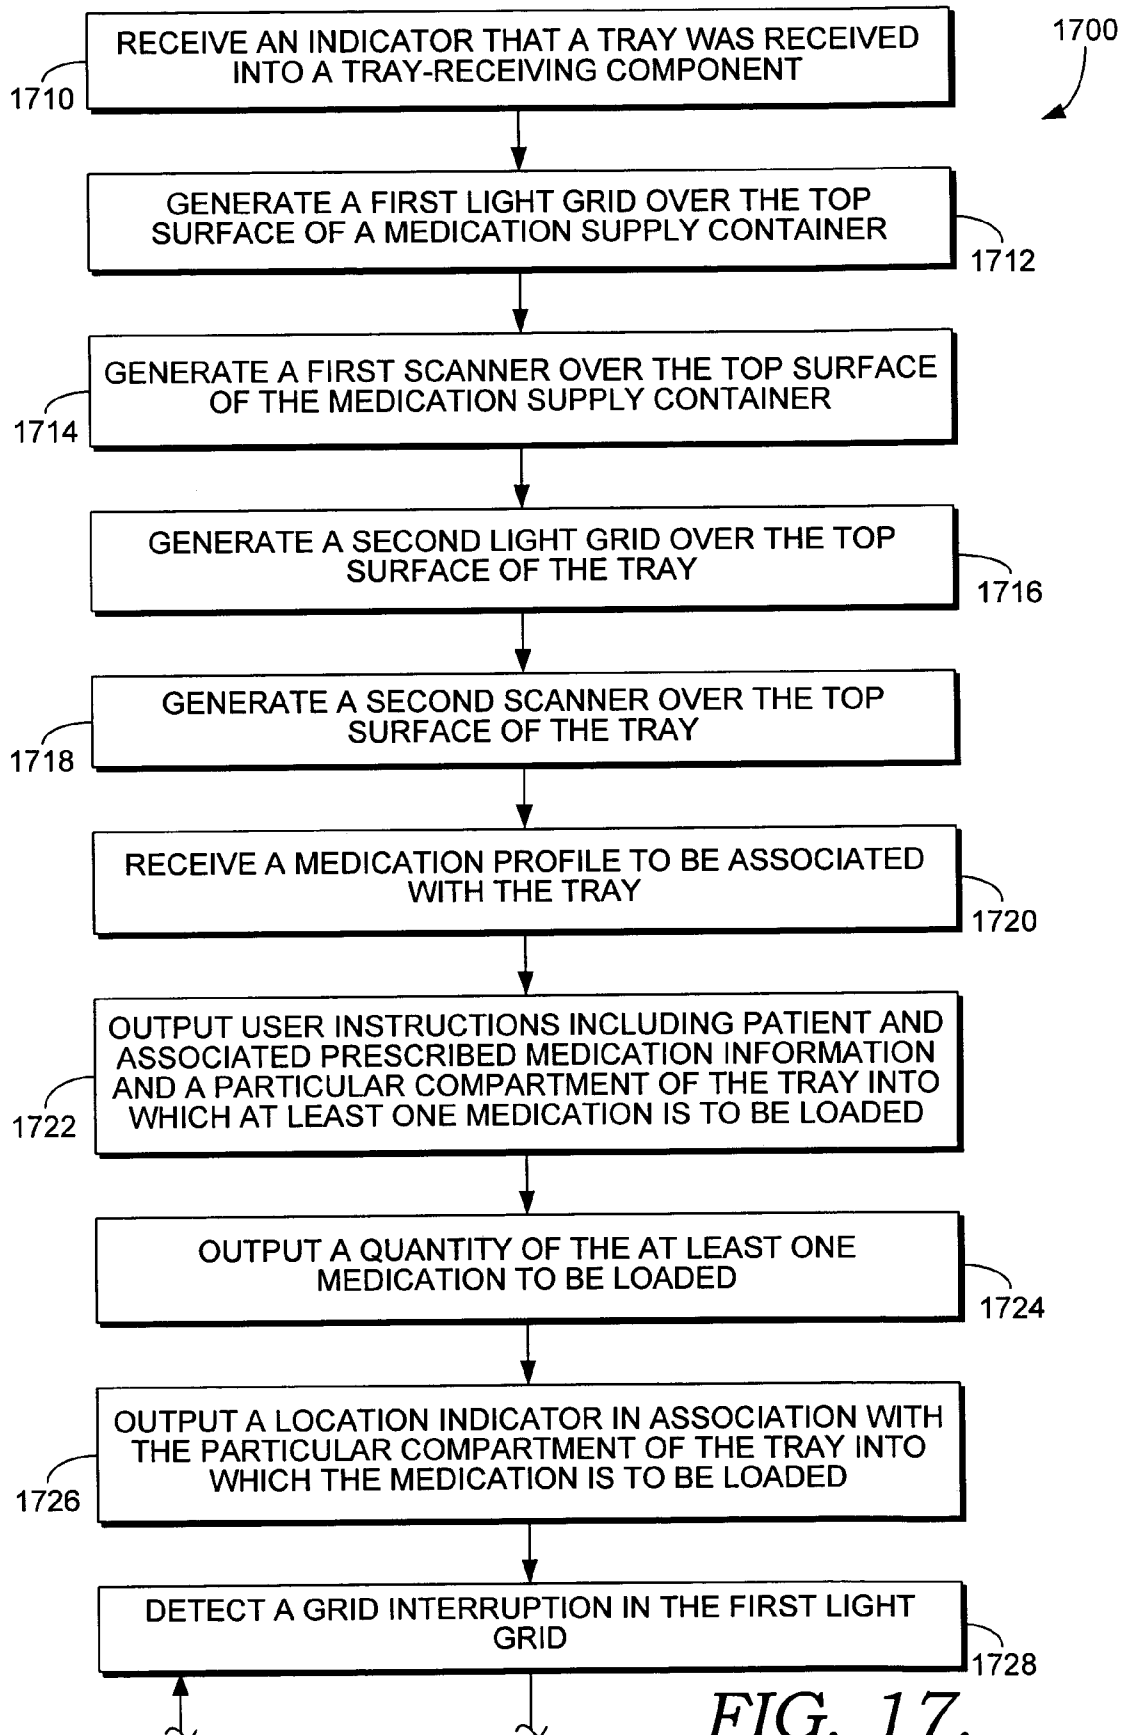 1700
RECEIVE AN INDICATOR THAT A TRAY WAS RECEIVED
INTO A TRAY-RECEIVING COMPONENT
1710
GENERATE A FIRST LIGHT GRID OVER THE TOP
SURFACE OF A MEDICATION SUPPLY CONTAINER
1712
GENERATE A FIRST SCANNER OVER THE TOP SURFACE
OF THE MEDICATION SUPPLY CONTAINER
1714
GENERATE A SECOND LIGHT GRID OVER THE TOP
SURFACE OF THE TRAY
1716
GENERATE A SECOND SCANNER OVER THE TOP
SURFACE OF THE TRAY
1718
RECEIVE A MEDICATION PROFILE TO BE ASSOCIATED
WITH THE TRAY
1720
OUTPUT USER INSTRUCTIONS INCLUDING PATIENT AND
ASSOCIATED PRESCRIBED MEDICATION INFORMATION
AND A PARTICULAR COMPARTMENT OF THE TRAY INTO
WHICH AT LEAST ONE MEDICATION IS TO BE LOADED
1722
OUTPUT A QUANTITY OF THE AT LEAST ONE
MEDICATION TO BE LOADED
1724
OUTPUT A LOCATION INDICATOR IN ASSOCIATION WITH
THE PARTICULAR COMPARTMENT OF THE TRAY INTO
WHICH THE MEDICATION IS TO BE LOADED
1726
DETECT A GRID INTERRUPTION IN THE FIRST LIGHT
GRID
1728
FIG. 17.